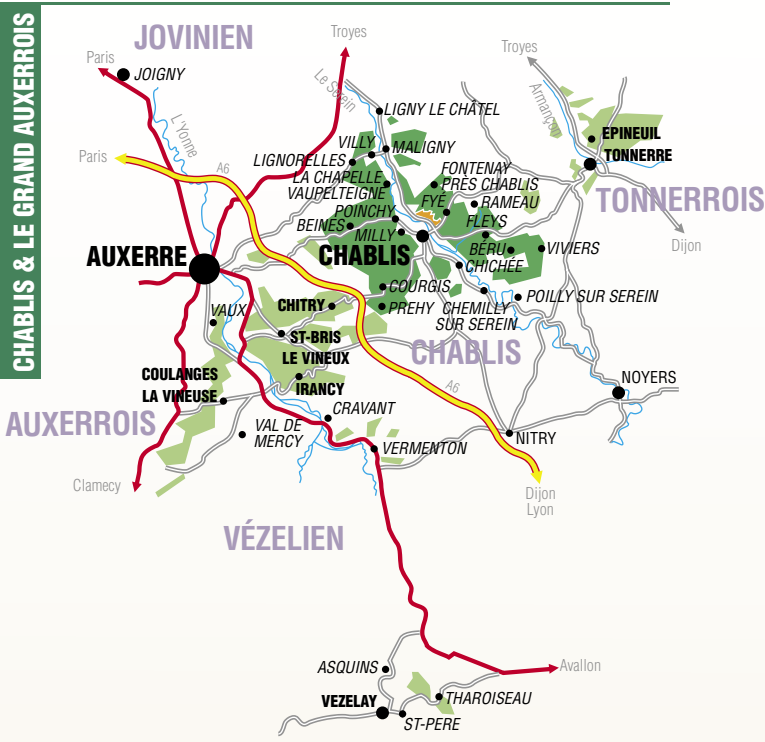 CHABLIS & LE GRAND AUXERROIS
JOVINIEN
Troyes
Paris
JOIGNY
Le Serein
Troyes
Armançon
L'Yonne
LIGNY LE CHÂTEL
EPINEUIL
TONNERRE
Paris
A6
VILLY
MALIGNY
LIGNORELLES
LA CHAPELLE
VAUPELTEIGNE
FONTENAY
PRÈS CHABLIS
TONNERROIS
FYÉ
RAMEAU
POINCHY
BEINES
FLEYS
MILLY
Dijon
AUXERRE
CHABLIS
BÉRU
VIVIERS
CHICHÉE
COURGIS
POILLY SUR SEREIN
CHITRY
PREHY
CHEMILLY
SUR SEREIN
VAUX
ST-BRIS
LE VINEUX
CHABLIS
COULANGES
LA VINEUSE
IRANCY
A6
NOYERS
CRAVANT
AUXERROIS
VAL DE
MERCY
NITRY
VERMENTON
Clamecy
Dijon
Lyon
VÉZELIEN
ASQUINS
Avallon
VEZELAY
THAROISEAU
ST-PERE